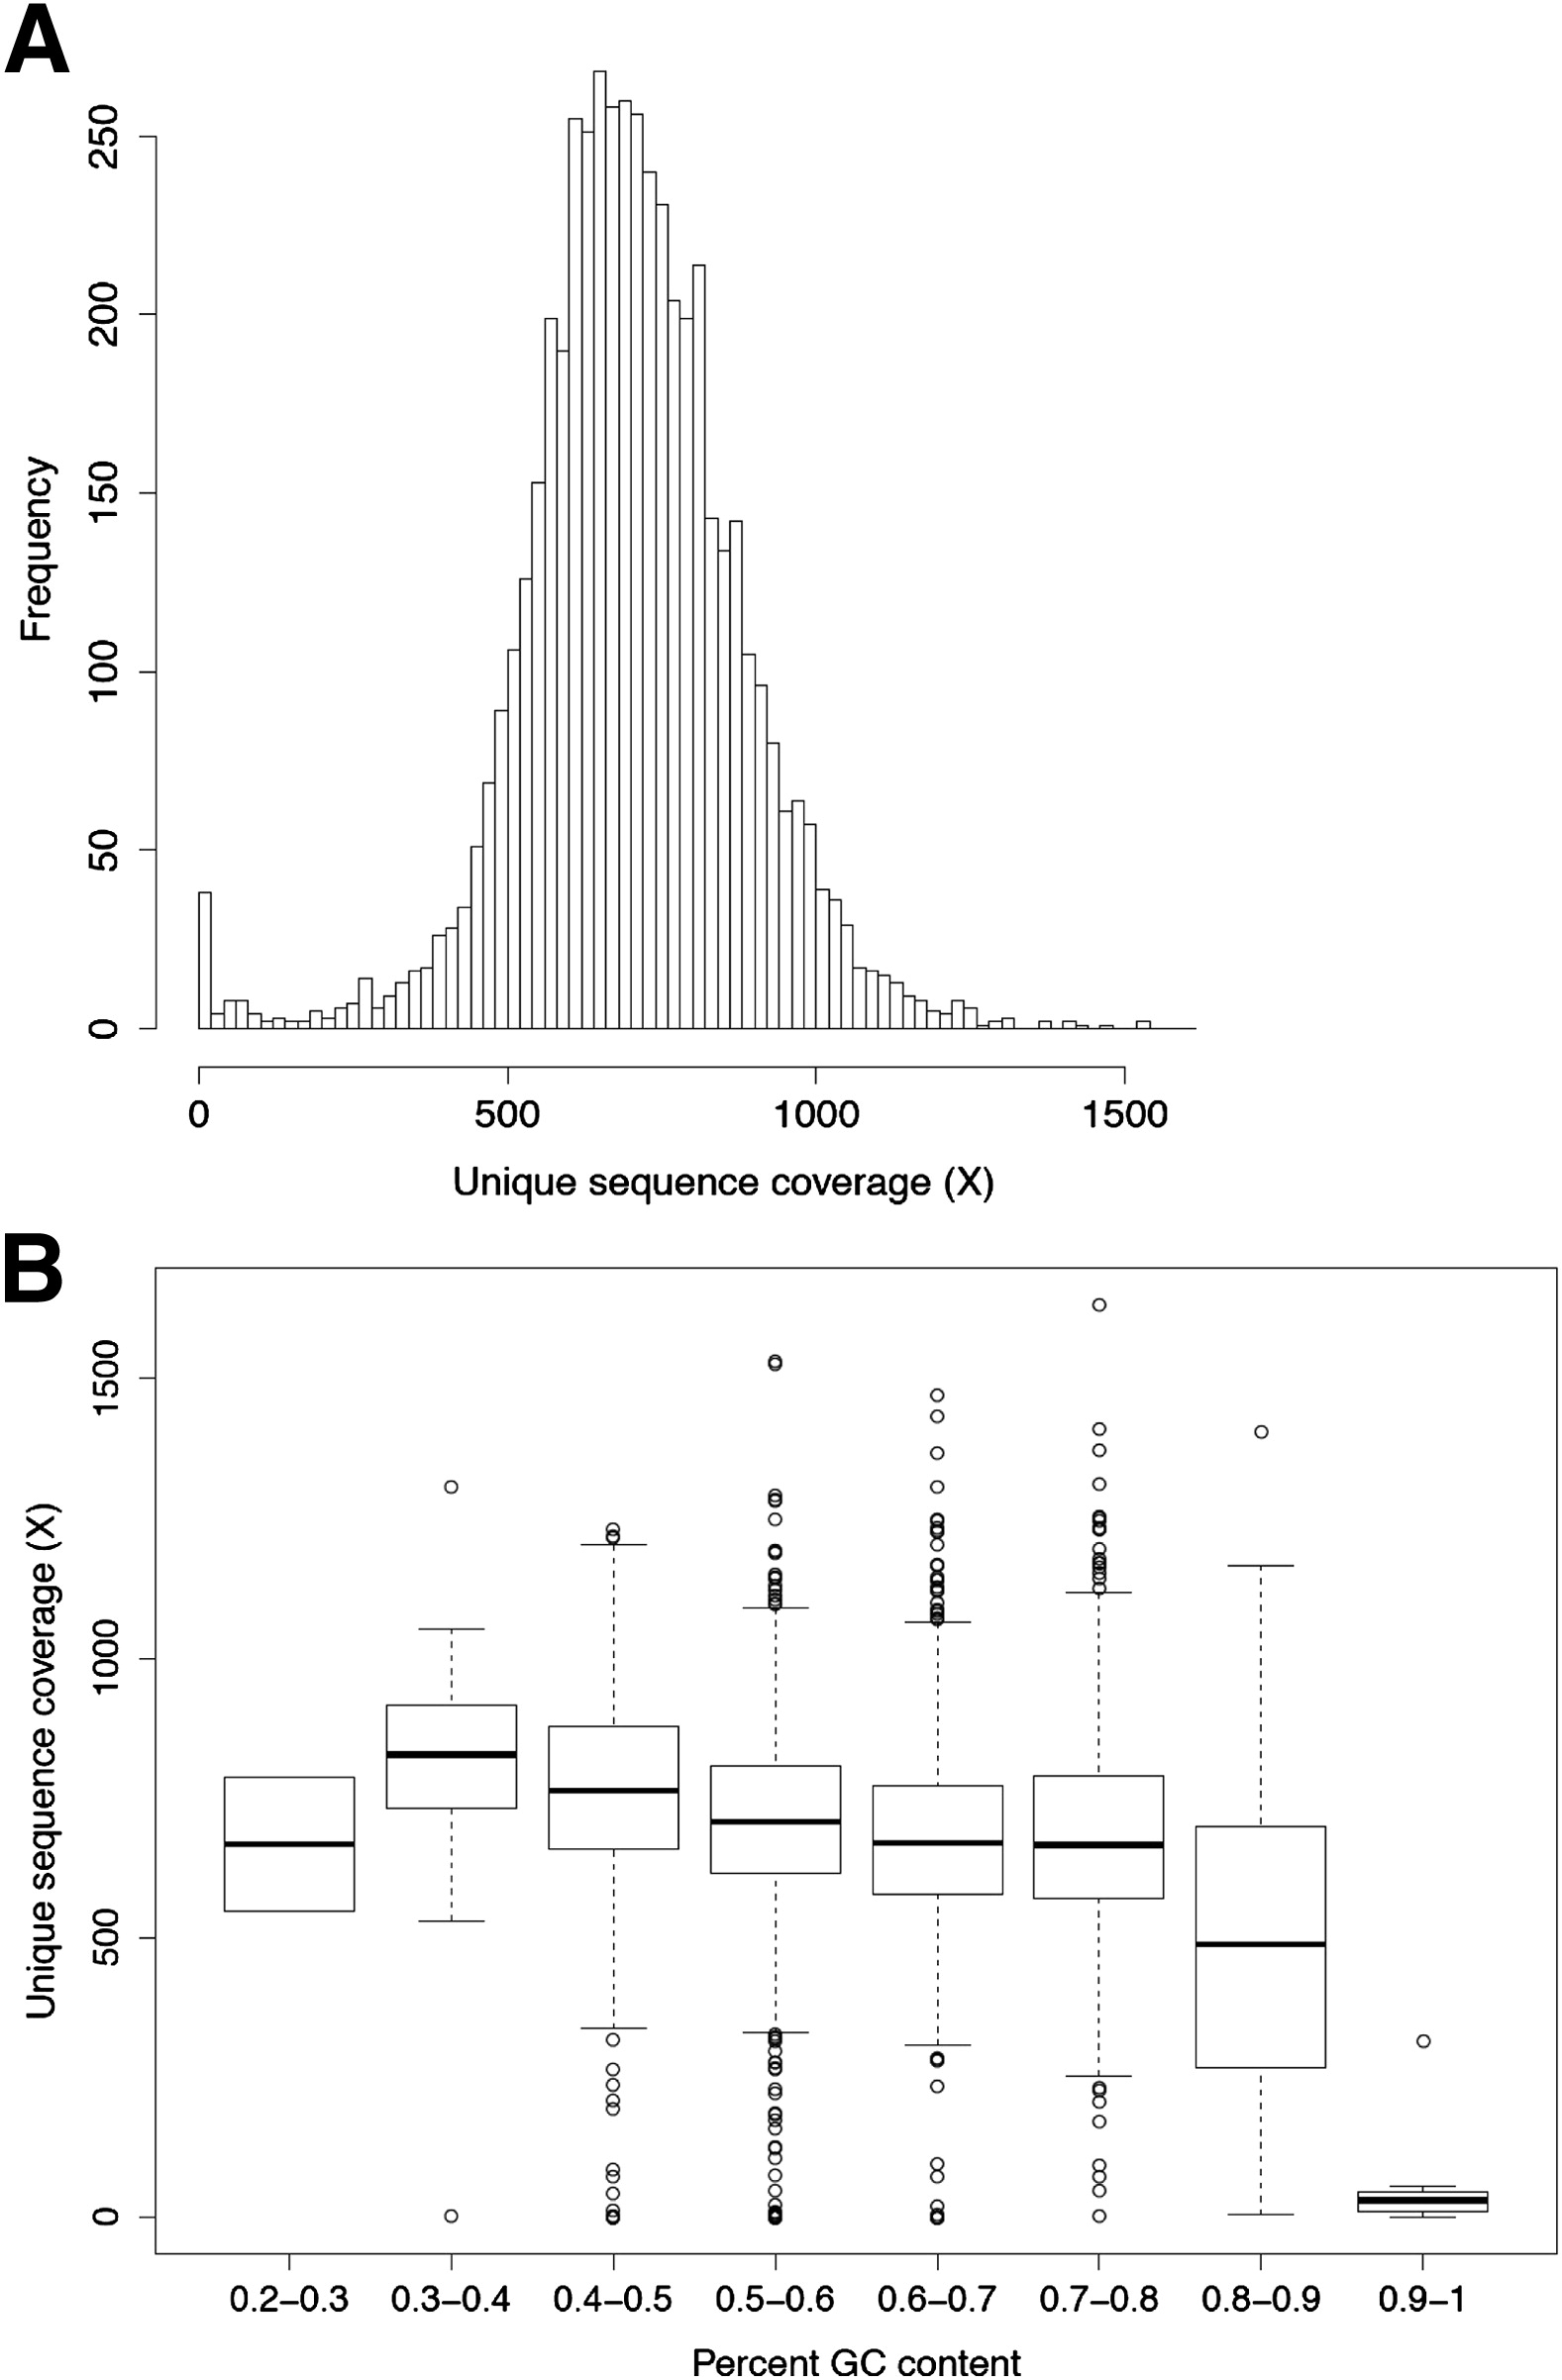 A
250
200
150
100
50
0
Frequency
0 500 1000 1500
Unique sequence coverage (X)
B
1500
1000
500
0
Unique sequence coverage (X)
0.2–0.3 0.3–0.4 0.4–0.5 0.5–0.6 0.6–0.7 0.7–0.8 0.8–0.9 0.9–1
Percent GC content